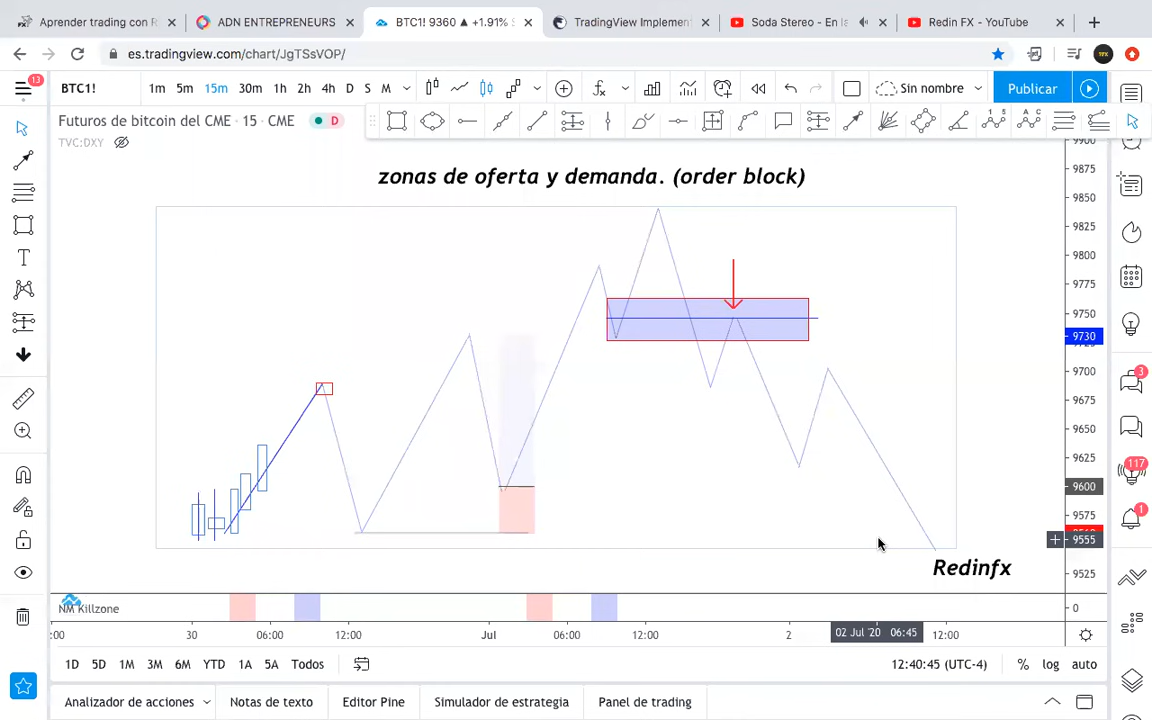 Aprender trading con R
ADN ENTREPRENEURS
BTC1! 9360 ▲ +1.91%
TradingView Implement
Soda Stereo - En la
Redin FX - YouTube
es.tradingview.com/chart/JgTSsVOP/
13
BTC1!
1m 5m 15m 30m 1h 2h 4h D S M
Sin nombre
Publicar
Futuros de bitcoin del CME · 15 · CME
D
TVC:DXY
zonas de oferta y demanda. (order block)
9900
9875
9850
9825
9800
9775
9750
9730
9700
9675
9650
9625
9600
9575
9555
9525
3
117
1
Redinfx
NM Killzone
0
:00 30 06:00 12:00 Jul 06:00 12:00 2 02 Jul '20 06:45 12:00
1D 5D 1M 3M 6M YTD 1A 5A Todos
12:40:45 (UTC-4) % log auto
Analizador de acciones Notas de texto Editor Pine Simulador de estrategia Panel de trading